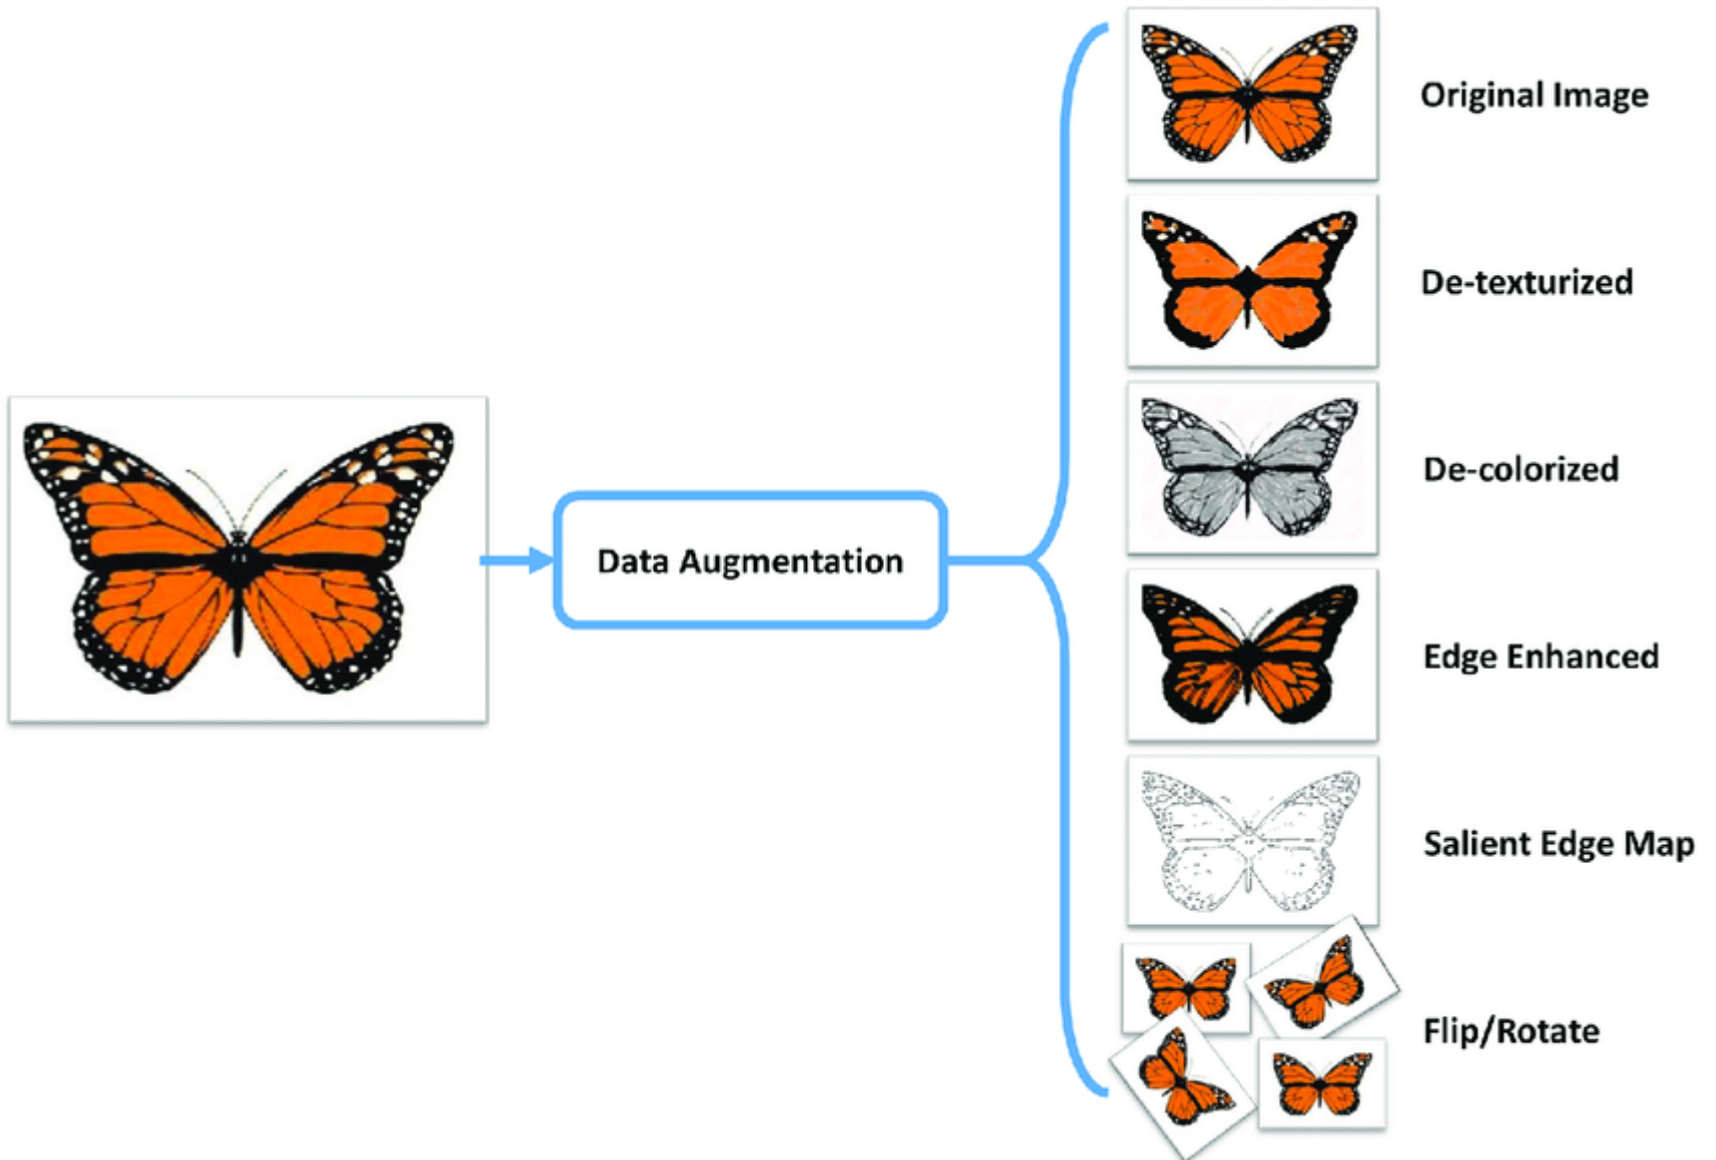 Original Image
De-texturized
De-colorized
Data Augmentation
Edge Enhanced
Salient Edge Map
Flip/Rotate